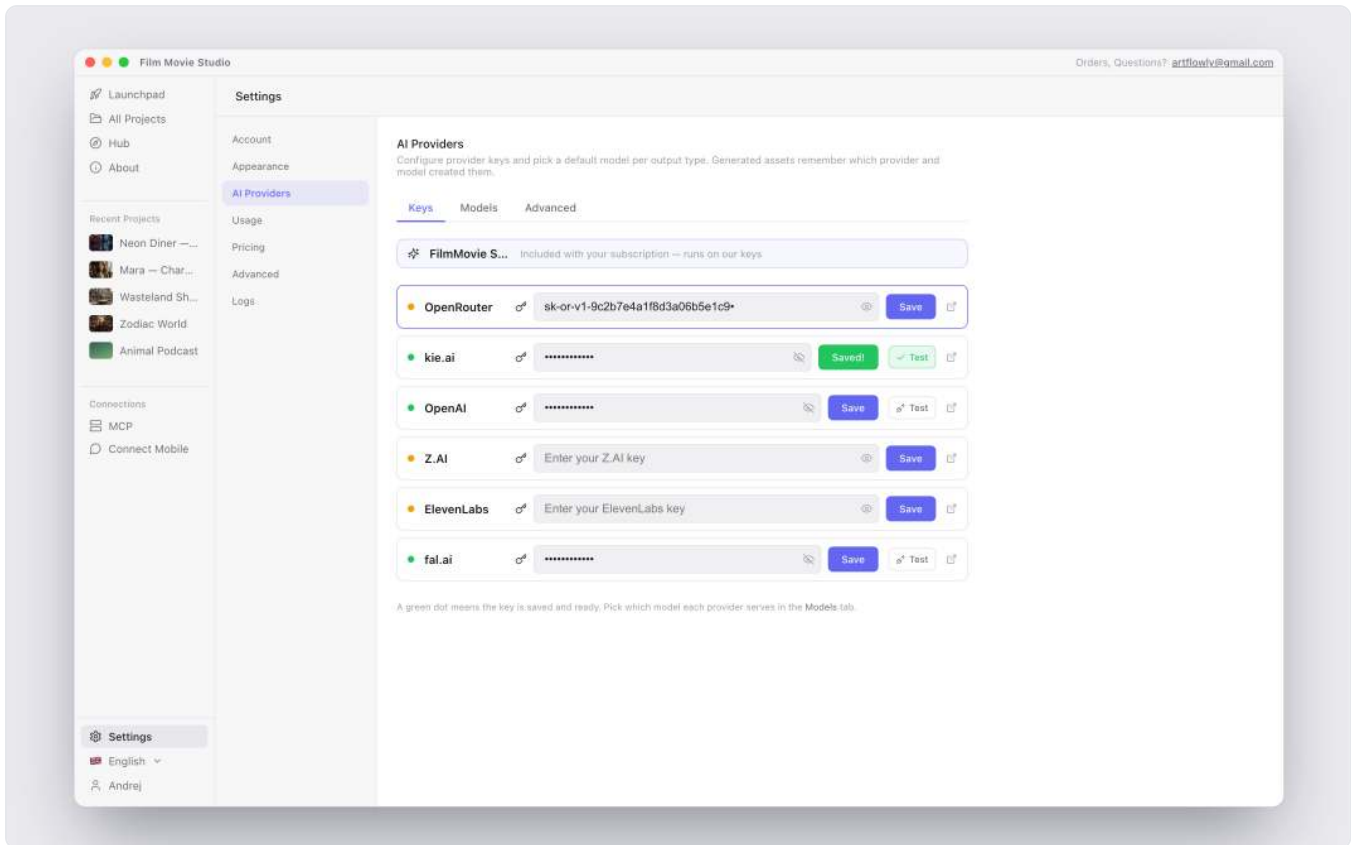 Film Movie Studio
Orders, Questions? artflowly@gmail.com
Launchpad
All Projects
Hub
About
Recent Projects
Neon Diner —...
Mara — Char...
Wasteland Sh...
Zodiac World
Animal Podcast
Connections
MCP
Connect Mobile
Settings
English
Andrej
Settings
Account
Appearance
AI Providers
Usage
Pricing
Advanced
Logs
AI Providers
Configure provider keys and pick a default model per output type. Generated assets remember which provider and
model created them.
Keys Models Advanced
FilmMovie S... Included with your subscription — runs on our keys
OpenRouter sk-or-v1-9c2b7e4a1f8d3a06b5e1c9• Save
kie.ai •••••••••••• Saved! Test
OpenAI •••••••••••• Save Test
Z.AI Enter your Z.AI key Save
ElevenLabs Enter your ElevenLabs key Save
fal.ai •••••••••••• Save Test
A green dot means the key is saved and ready. Pick which model each provider serves in the Models tab.